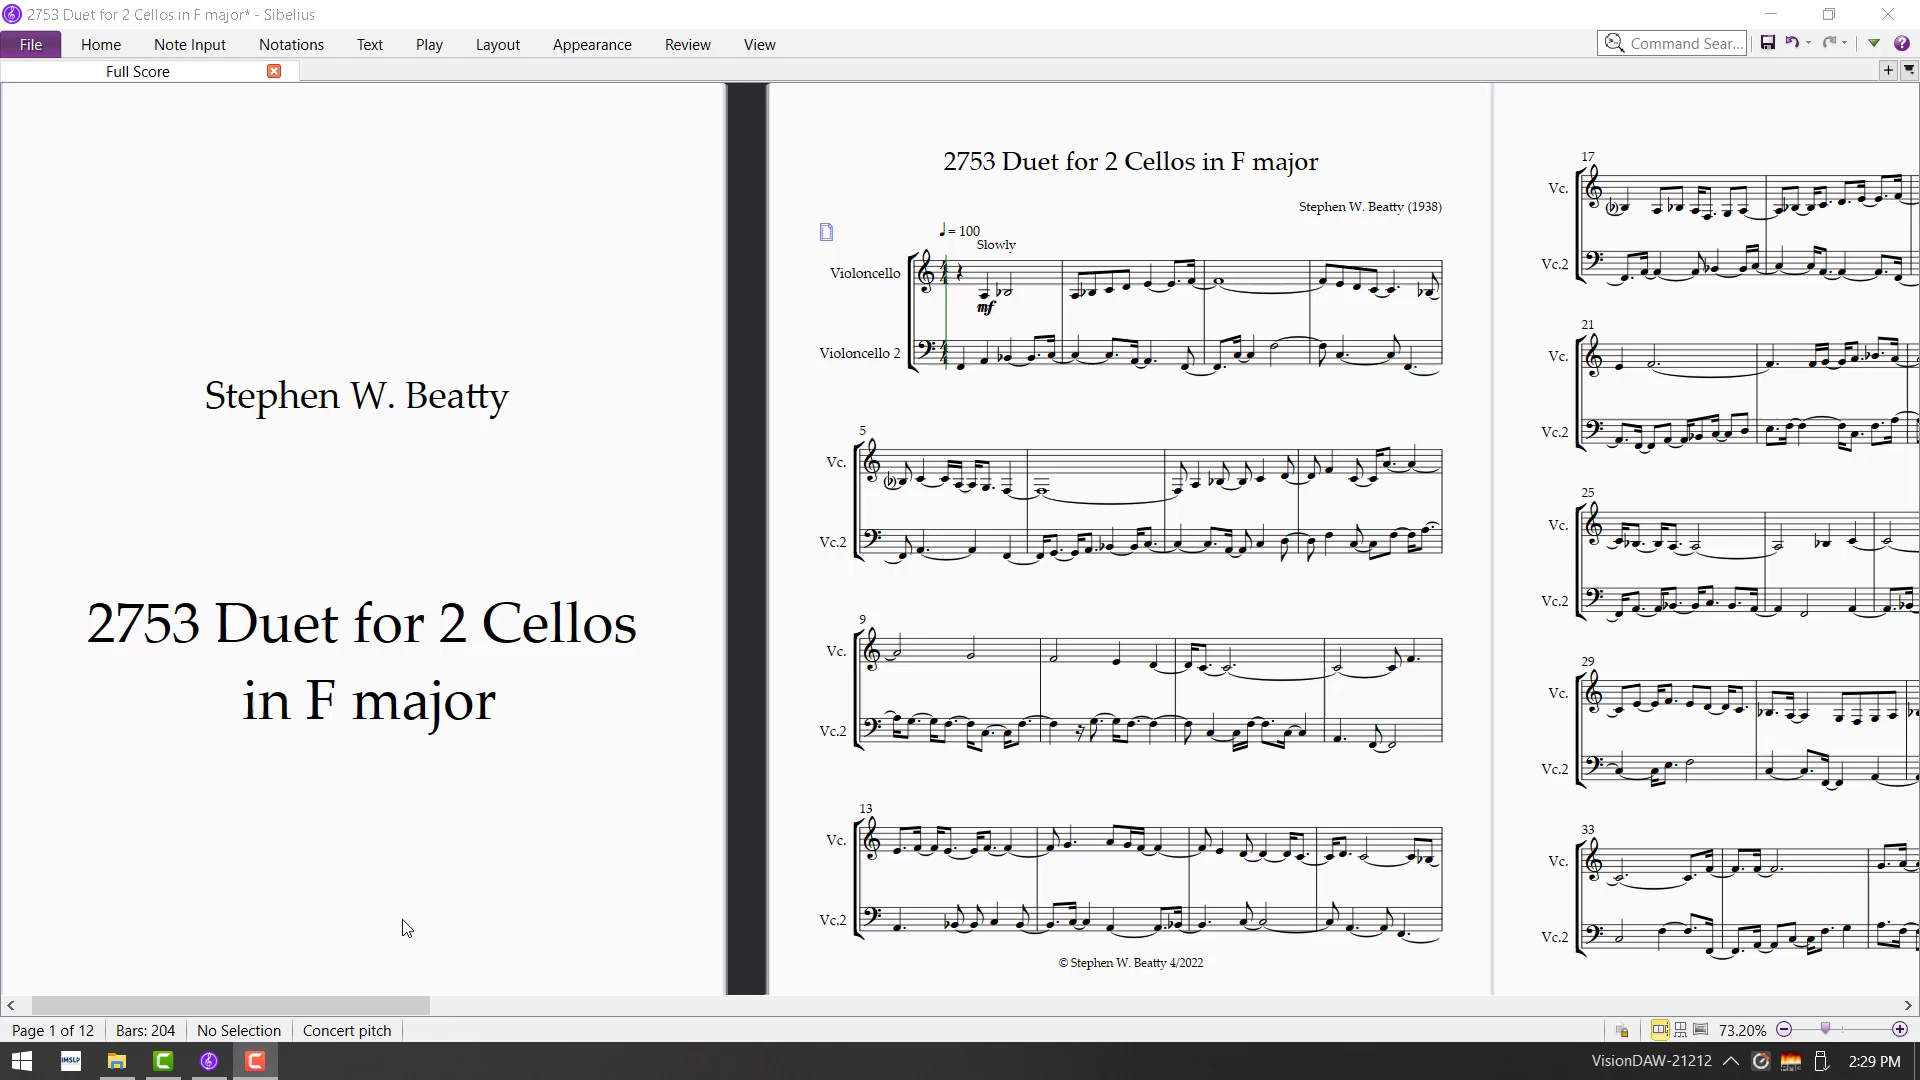 2753 Duet for 2 Cellos in F major* - Sibelius
File Home Note Input Notations Text Play Layout Appearance Review View
Command Sear...
Full Score
Stephen W. Beatty
2753 Duet for 2 Cellos
in F major
2753 Duet for 2 Cellos in F major
Stephen W. Beatty (1938)
♩ = 100
Slowly
Violoncello
mf
Violoncello 2
5
Vc.
Vc.2
9
Vc.
Vc.2
13
Vc.
Vc.2
© Stephen W. Beatty 4/2022
17
Vc.
Vc.2
21
Vc.
Vc.2
25
Vc.
Vc.2
29
Vc.
Vc.2
33
Vc.
Vc.2
Page 1 of 12 Bars: 204 No Selection Concert pitch
73.20%
IMSLP
VisionDAW-21212
2:29 PM